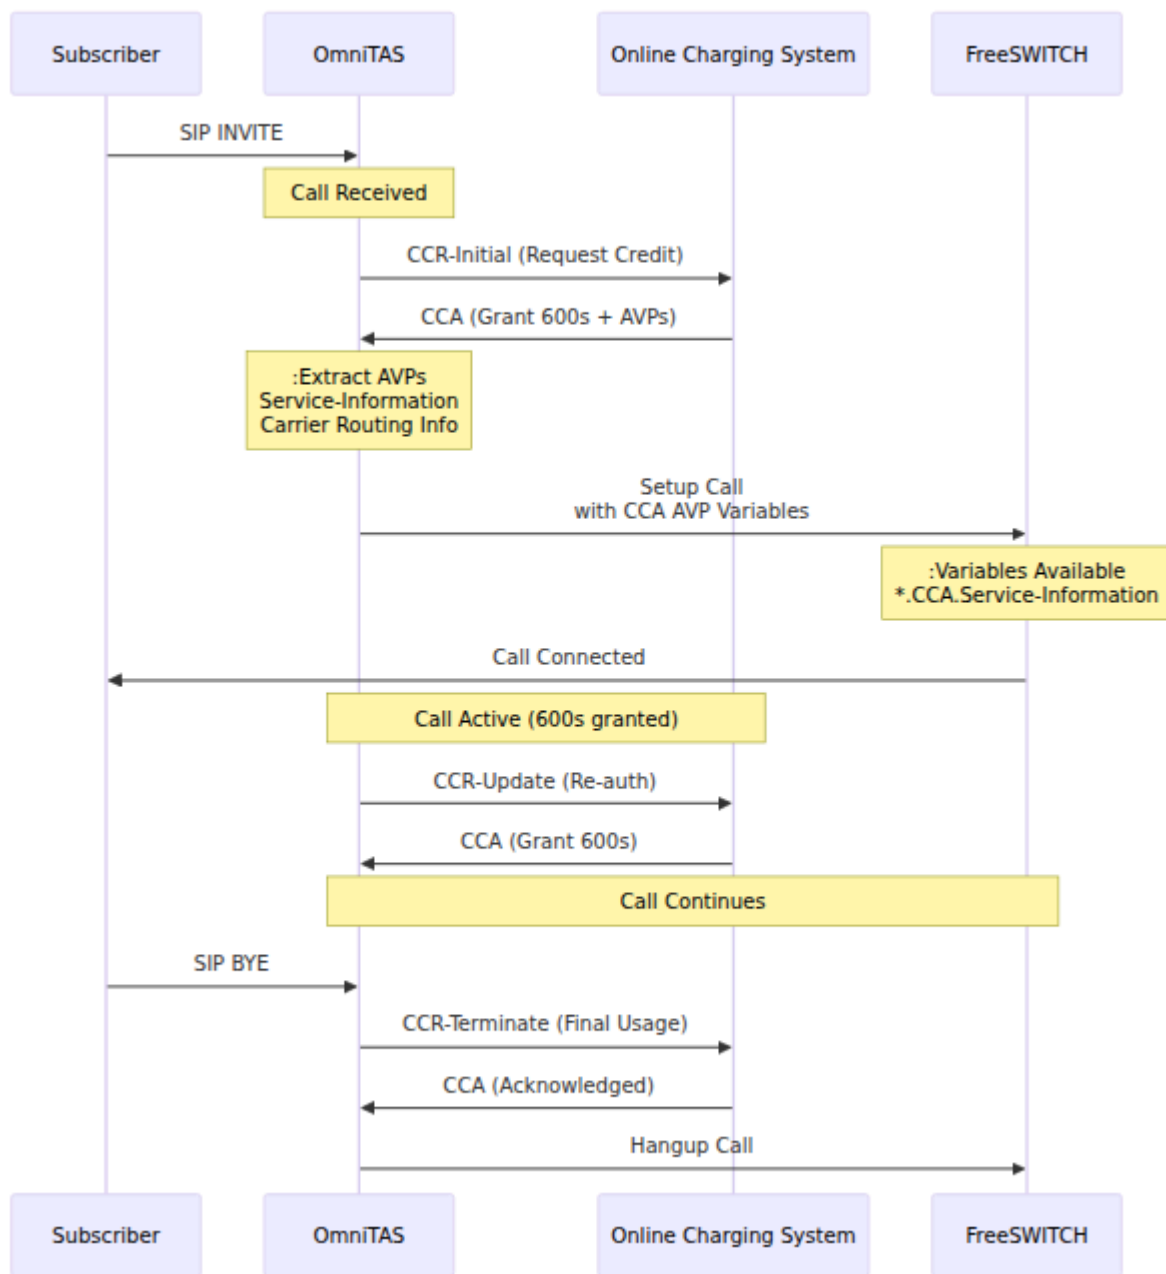 Subscriber
OmniTAS
Online Charging System
FreeSWITCH
SIP INVITE
Call Received
CCR-Initial (Request Credit)
CCA (Grant 600s + AVPs)
:Extract AVPs
Service-Information
Carrier Routing Info
Setup Call
with CCA AVP Variables
:Variables Available
*.CCA.Service-Information
Call Connected
Call Active (600s granted)
CCR-Update (Re-auth)
CCA (Grant 600s)
Call Continues
SIP BYE
CCR-Terminate (Final Usage)
CCA (Acknowledged)
Hangup Call
Subscriber
OmniTAS
Online Charging System
FreeSWITCH